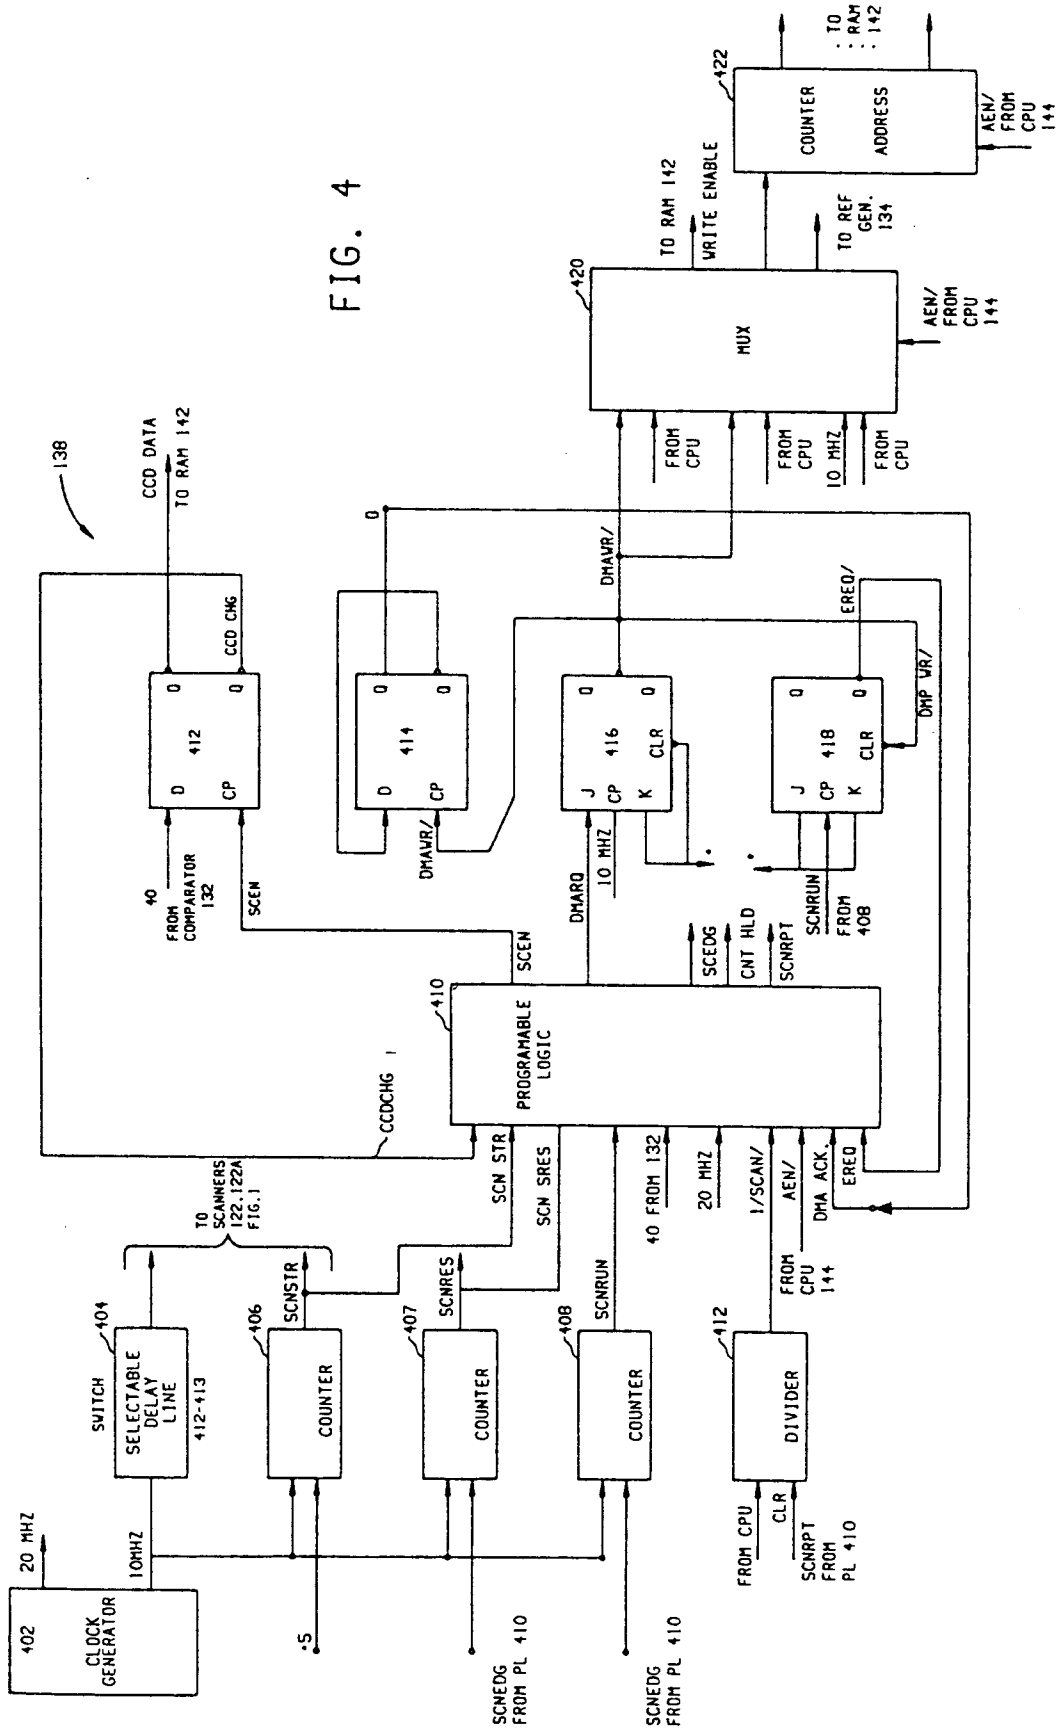 FIG. 4
138
402
CLOCK
GENERATOR
20 MHZ
10MHZ
SWITCH
404
SELECTABLE
DELAY
LINE
412-413
TO
SCANNERS
122,122A
FIG.1
406
COUNTER
SCNSTR
407
COUNTER
SCNRES
408
COUNTER
SCNRUN
412
DIVIDER
FROM CPU
CLR
SCNRPT
FROM
PL 410
SCNEDG
FROM PL 410
SCNEDG
FROM PL 410
CCDCHG 1
SCN STR
SCN SRES
40 FROM 132
20 MHZ
1/SCAN/
AEN/
FROM
CPU
144
DMA ACK.
EREQ
410
PROGRAMABLE
LOGIC
SCEN
DMARQ
SCEDG
CNT HLD
SCNRPT
40
FROM
COMPARATOR
132
SCEN
D
CP
412
Q
Q
CCD CHG
CCD DATA
TO RAM 142
D
CP
414
Q
Q
Q
DMAWR/
J
CP
K
416
CLR
Q
Q
10 MHZ
DMAWR/
J
CP
K
418
CLR
Q
Q
SCNRUN
FROM
408
EREQ/
DMP WR/
420
MUX
FROM
CPU
FROM
CPU
10 MHZ
FROM
CPU
AEN/
FROM
CPU
144
TO RAM 142
WRITE ENABLE
TO REF
GEN.
134
422
COUNTER
ADDRESS
AEN/
FROM
CPU
144
TO
RAM
142